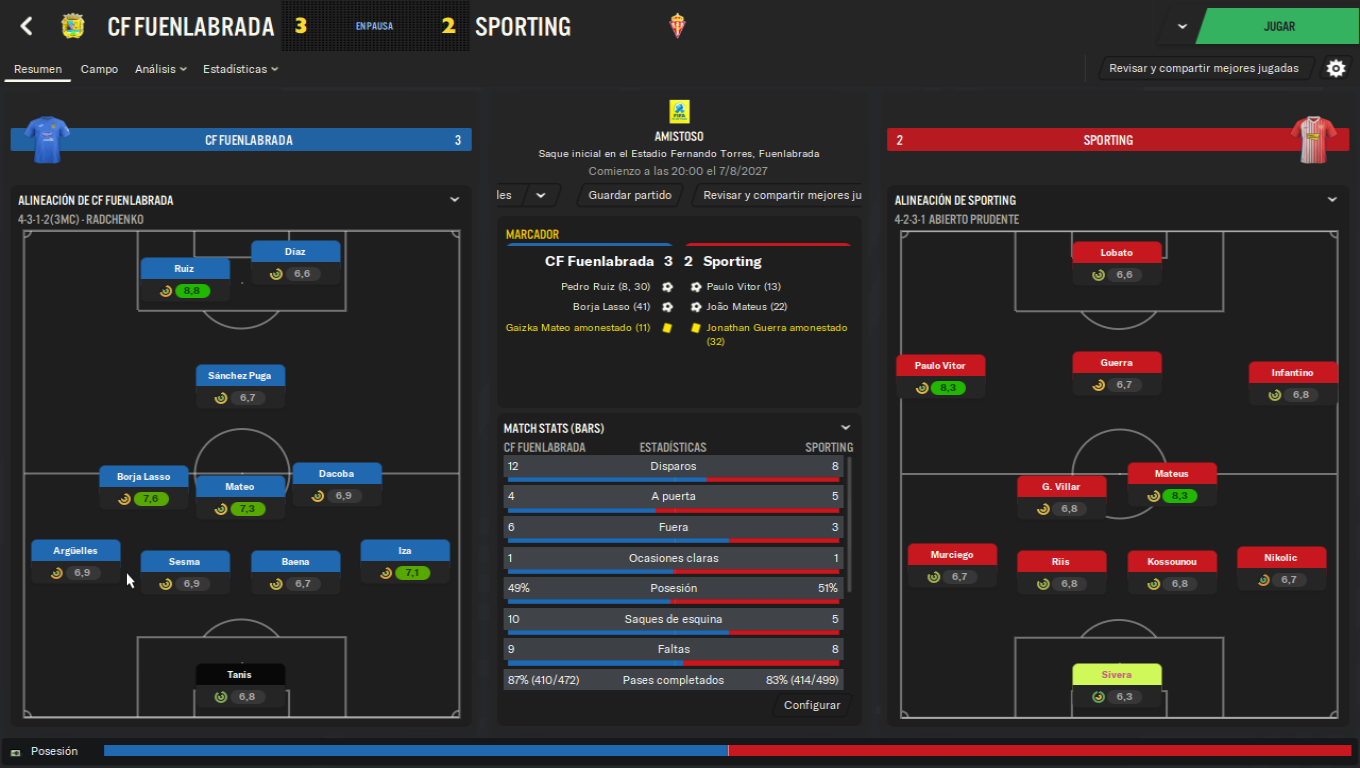 CF FUENLABRADA 3 EN PAUSA 2 SPORTING
JUGAR
Resumen Campo Análisis Estadísticas
Revisar y compartir mejores jugadas
CF FUENLABRADA 3
ALINEACIÓN DE CF FUENLABRADA
4-3-1-2(3MC) - RADCHENKO
Díaz
6,6
Ruiz
8,8
Sánchez Puga
6,7
Dacoba
6,9
Borja Lasso
7,6
Mateo
7,3
Argüelles
6,9
Iza
7,1
Sesma
6,9
Baena
6,7
Tanis
6,8
AMISTOSO
Saque inicial en el Estadio Fernando Torres, Fuenlabrada
Comienzo a las 20:00 el 7/8/2027
les Guardar partido Revisar y compartir mejores ju
MARCADOR
CF Fuenlabrada 3 2 Sporting
Pedro Ruiz (8, 30) Paulo Vitor (13)
Borja Lasso (41) João Mateus (22)
Gaizka Mateo amonestado (11) Jonathan Guerra amonestado
(32)
MATCH STATS (BARS)
CF FUENLABRADA ESTADÍSTICAS SPORTING
12 Disparos 8
4 A puerta 5
6 Fuera 3
1 Ocasiones claras 1
49% Posesión 51%
10 Saques de esquina 5
9 Faltas 8
87% (410/472) Pases completados 83% (414/499)
Configurar
2 SPORTING
ALINEACIÓN DE SPORTING
4-2-3-1 ABIERTO PRUDENTE
Lobato
6,6
Paulo Vitor
8,3
Guerra
6,7
Infantino
6,8
G. Villar
6,8
Mateus
8,3
Murciego
6,7
Riis
6,8
Kossounou
6,8
Nikolic
6,7
Sivera
6,3
Posesión